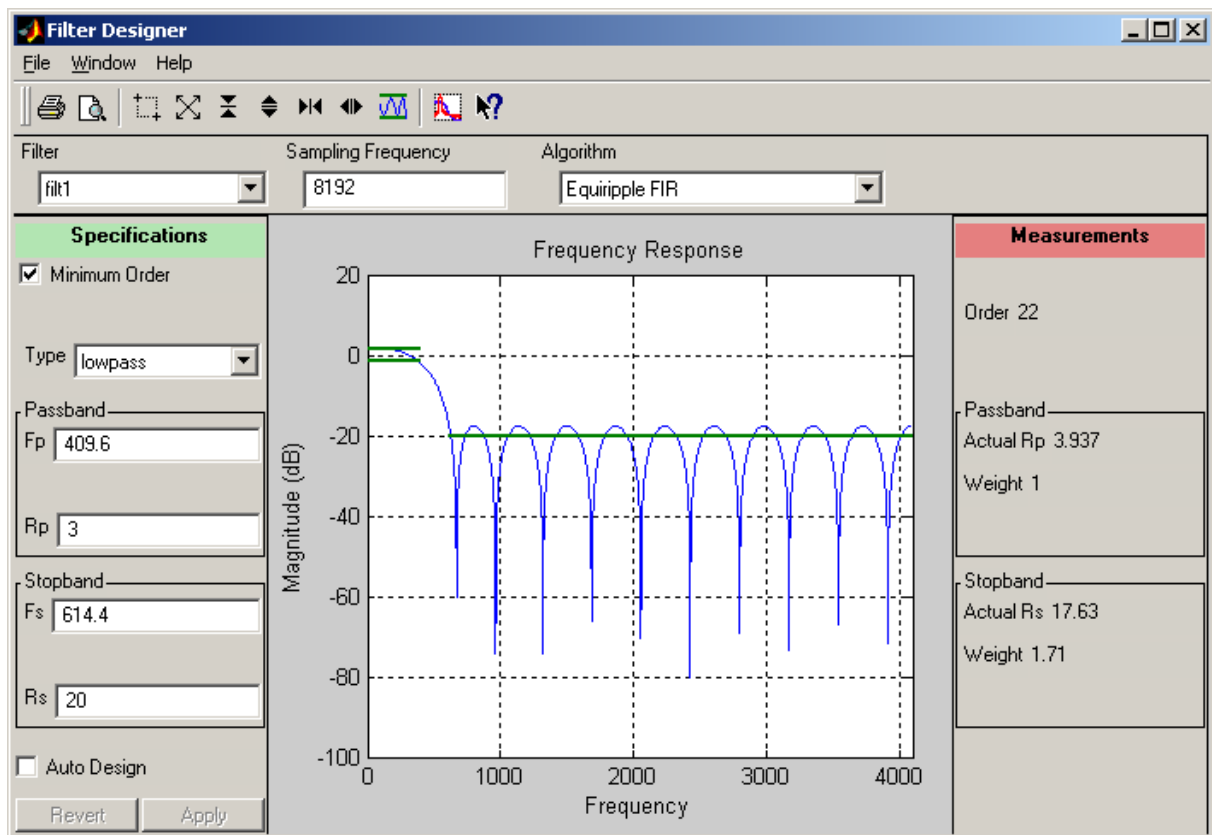 Filter Designer
File Window Help
Filter
Sampling Frequency
Algorithm
filt1
8192
Equiripple FIR
Specifications
Minimum Order
Type lowpass
Passband
Fp 409.6
Rp 3
Stopband
Fs 614.4
Rs 20
Auto Design
Revert Apply
Frequency Response
Magnitude (dB)
20
0
-20
-40
-60
-80
-100
0 1000 2000 3000 4000
Frequency
Measurements
Order 22
Passband
Actual Rp 3.937
Weight 1
Stopband
Actual Rs 17.63
Weight 1.71